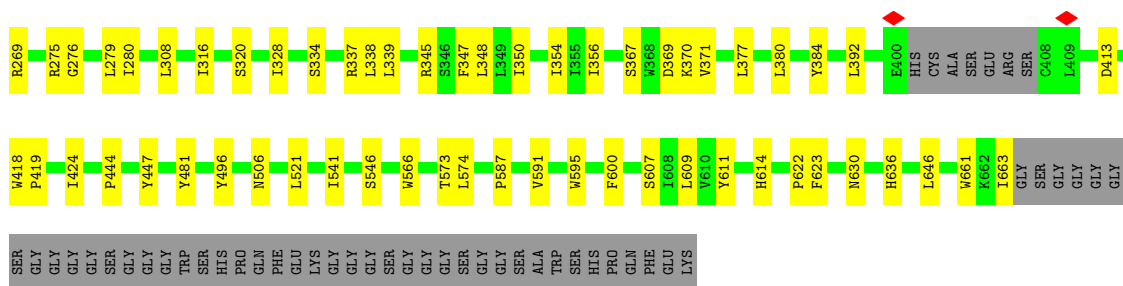 R269 R275 G276 L279 I280 L308 I316 S320 I328 S334 R337 L338 L339 R345 S346 F347 L348 L349 I350 I354 I355 I356 S367 W368 D369 K370 V371 L377 L380 Y384 L392 E400 HIS CYS ALA SER GLU ARG SER C408 L409 D413
W418 P419 I424 P444 Y447 Y481 Y496 N506 L521 I541 S546 W566 T573 L574 P587 V591 W595 F600 S607 I608 L609 V610 Y611 H614 P622 F623 N630 H636 L646 W661 K662 I663 GLY SER GLY GLY GLY GLY
SER GLY GLY GLY GLY SER GLY GLY GLY TRP SER HIS PRO GLN PHE GLU LYS GLY GLY GLY SER GLY GLY GLY SER GLY GLY SER ALA TRP SER HIS PRO GLN PHE GLU LYS